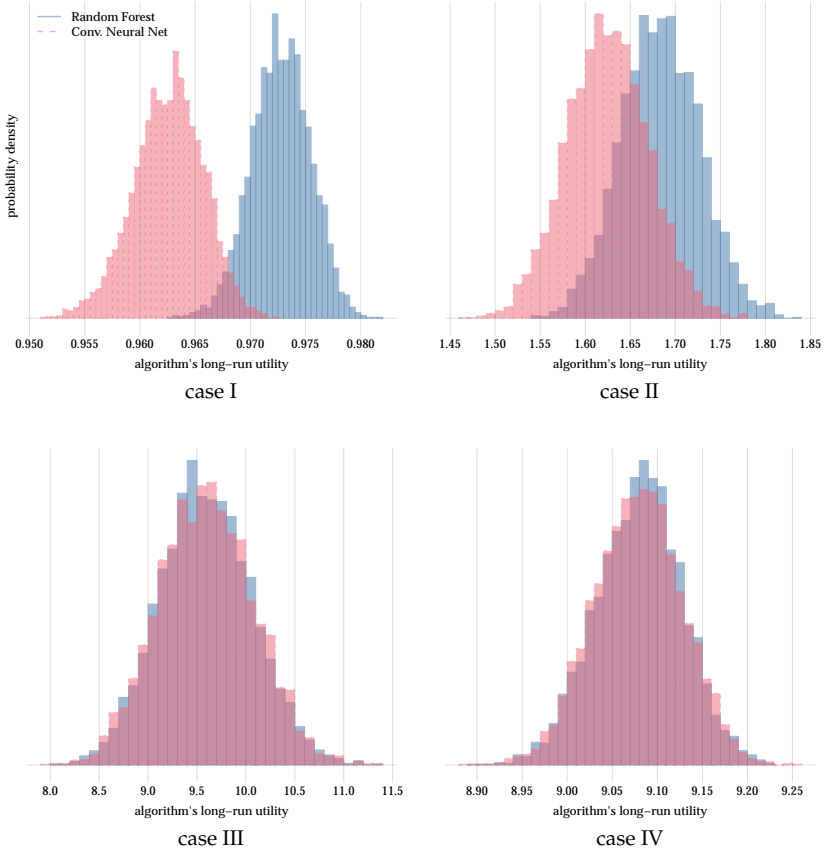 Random Forest
Conv. Neural Net
probability density
0.950 0.955 0.960 0.965 0.970 0.975 0.980
algorithm's long−run utility
case I
1.45 1.50 1.55 1.60 1.65 1.70 1.75 1.80 1.85
algorithm's long−run utility
case II
8.0 8.5 9.0 9.5 10.0 10.5 11.0 11.5
algorithm's long−run utility
case III
8.90 8.95 9.00 9.05 9.10 9.15 9.20 9.25
algorithm's long−run utility
case IV